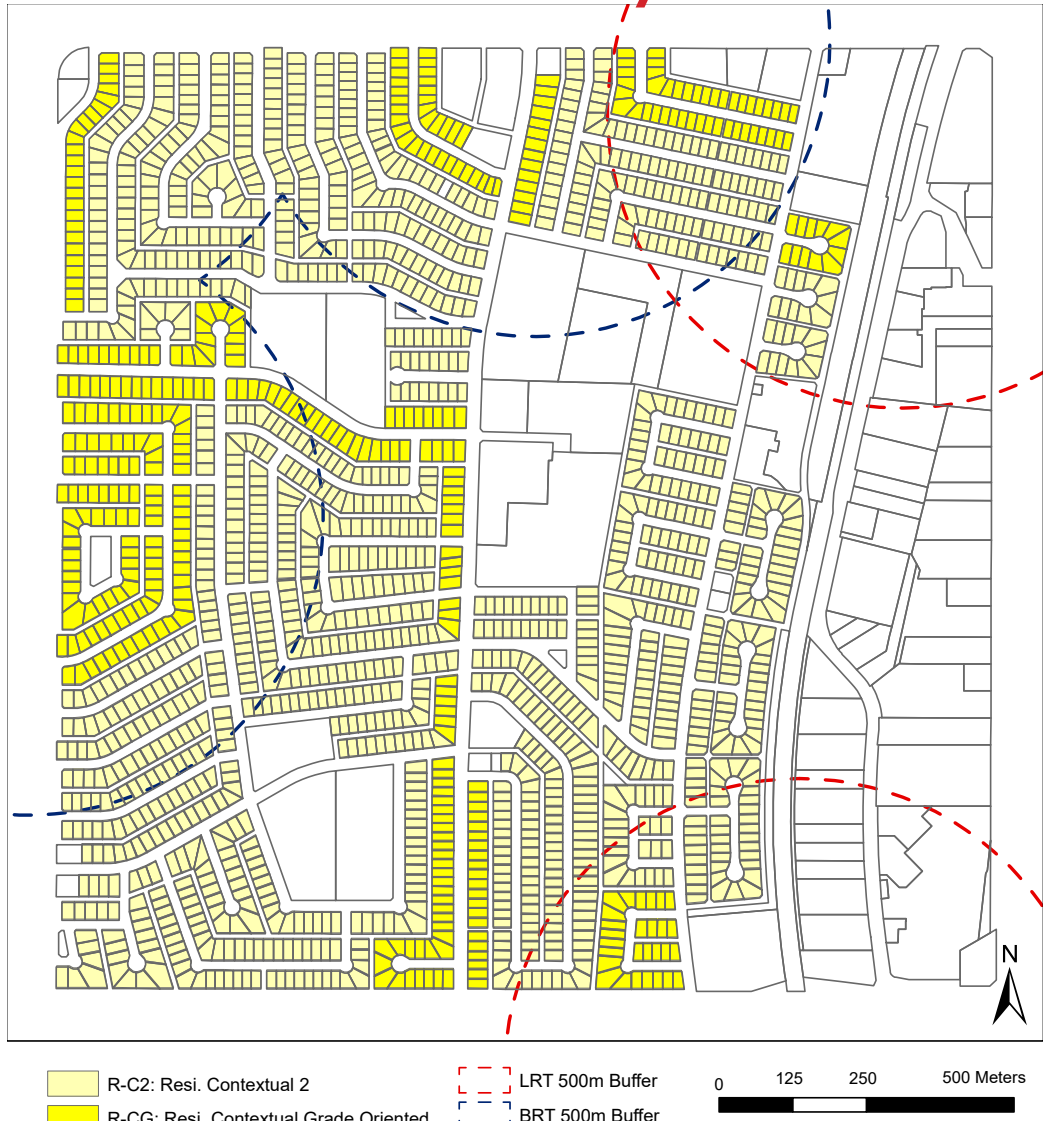 N
R-C2: Resi. Contextual 2
R-CG: Resi. Contextual Grade Oriented
LRT 500m Buffer
BRT 500m Buffer
0 125 250 500 Meters